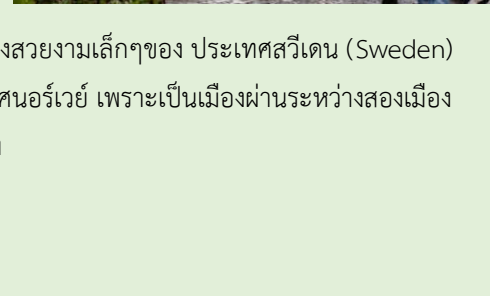 งสวยงามเล็กๆของ ประเทศสวีเดน (Sweden)
ศนอร์เวย์ เพราะเป็นเมืองผ่านระหว่างสองเมือง